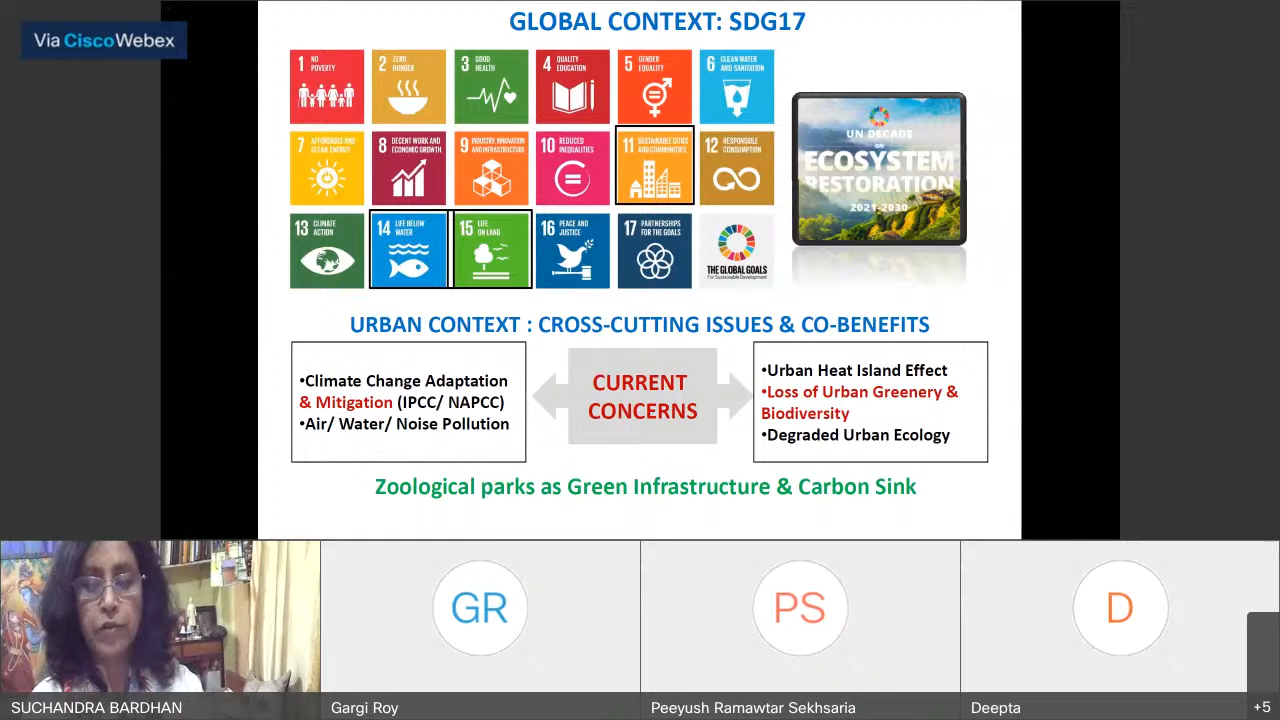 Via Cisco Webex
GLOBAL CONTEXT: SDG17
1 NO
POVERTY
2 ZERO
HUNGER
3 GOOD
HEALTH
4 QUALITY
EDUCATION
5 GENDER
EQUALITY
6 CLEAN WATER
AND SANITATION
7 AFFORDABLE AND
CLEAN ENERGY
8 DECENT WORK AND
ECONOMIC GROWTH
9 INDUSTRY, INNOVATION
AND INFRASTRUCTURE
10 REDUCED
INEQUALITIES
11 SUSTAINABLE CITIES
AND COMMUNITIES
12 RESPONSIBLE
CONSUMPTION
13 CLIMATE
ACTION
14 LIFE BELOW
WATER
15 LIFE
ON LAND
16 PEACE AND
JUSTICE
17 PARTNERSHIPS
FOR THE GOALS
THE GLOBAL GOALS
For Sustainable Development
UN DECADE
ON
ECOSYSTEM
RESTORATION
2021-2030
URBAN CONTEXT : CROSS-CUTTING ISSUES & CO-BENEFITS
•Climate Change Adaptation
& Mitigation (IPCC/ NAPCC)
•Air/ Water/ Noise Pollution
CURRENT
CONCERNS
•Urban Heat Island Effect
•Loss of Urban Greenery &
Biodiversity
•Degraded Urban Ecology
Zoological parks as Green Infrastructure & Carbon Sink
GR
PS
D
SUCHANDRA BARDHAN
Gargi Roy
Peeyush Ramawtar Sekhsaria
Deepta
+5